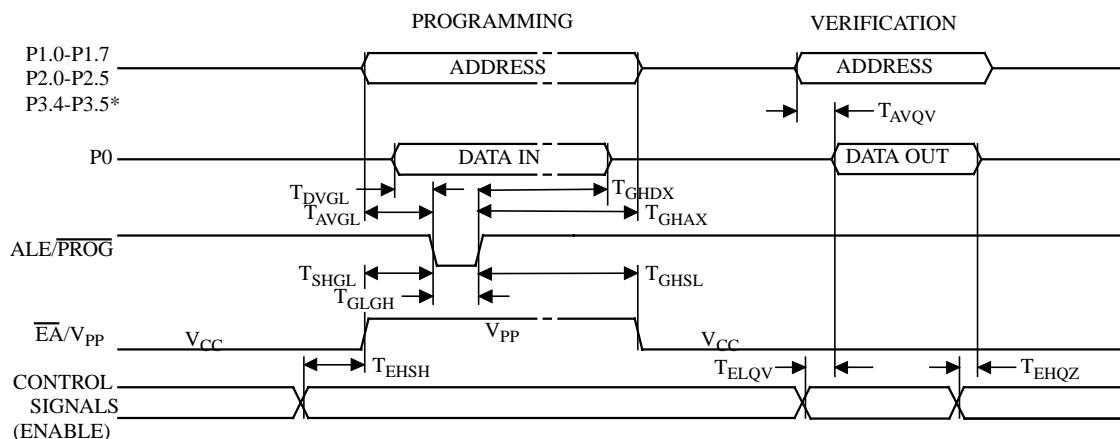 PROGRAMMING
VERIFICATION
P1.0-P1.7
P2.0-P2.5
P3.4-P3.5*
ADDRESS
ADDRESS
TAVQV
P0
DATA IN
DATA OUT
TDVGL
TGHDX
TAVGL
TGHAX
ALE/PROG
TSHGL
TGHSL
TGLGH
EA/VPP
VCC
VPP
VCC
TEHSH
TELQV
TEHQZ
CONTROL
SIGNALS
(ENABLE)